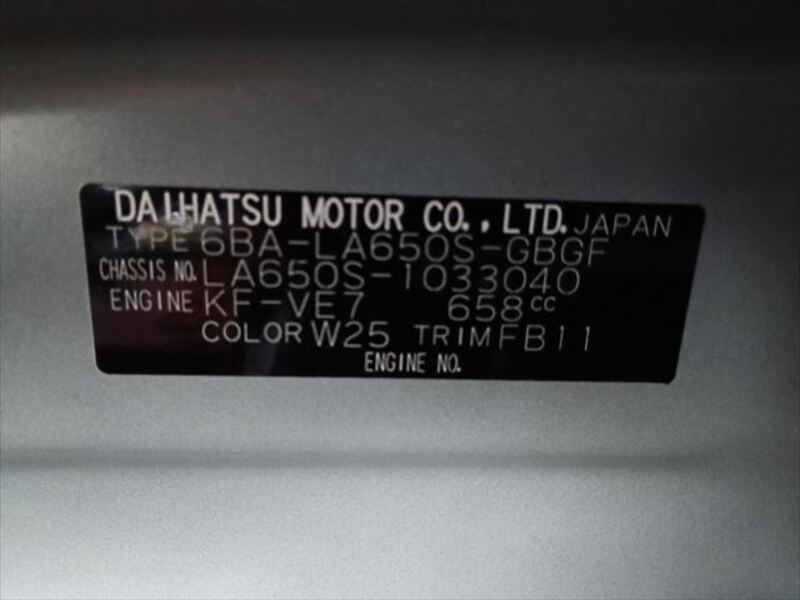 DAIHATSU MOTOR CO., LTD. JAPAN
TYPE 6BA-LA650S-GBGF
CHASSIS NO. LA650S-1033040
ENGINE KF-VE7 658cc
COLOR W25 TRIM FB11
ENGINE NO.